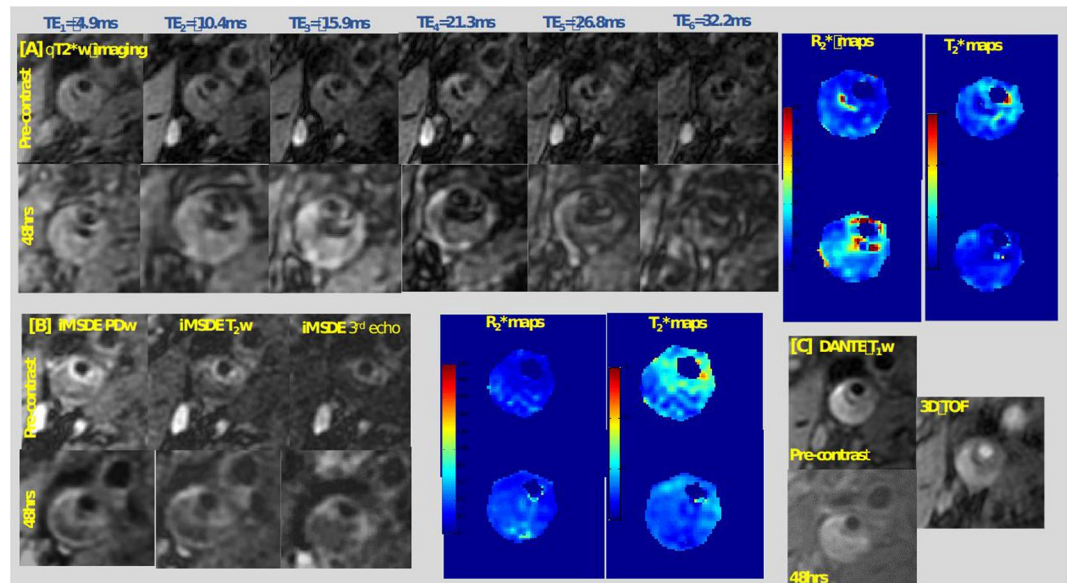 TE1=4.9ms TE2=10.4ms TE3=15.9ms TE4=21.3ms TE5=26.8ms TE6=32.2ms
[A] qT2*w imaging
Pre-contrast
48hrs
R2* maps
T2* maps
[B] iMSDE PDw
iMSDE T2w
iMSDE 3rd echo
Pre-contrast
48hrs
R2* maps
T2* maps
[C] DANTE T1w
Pre-contrast
48hrs
3D TOF